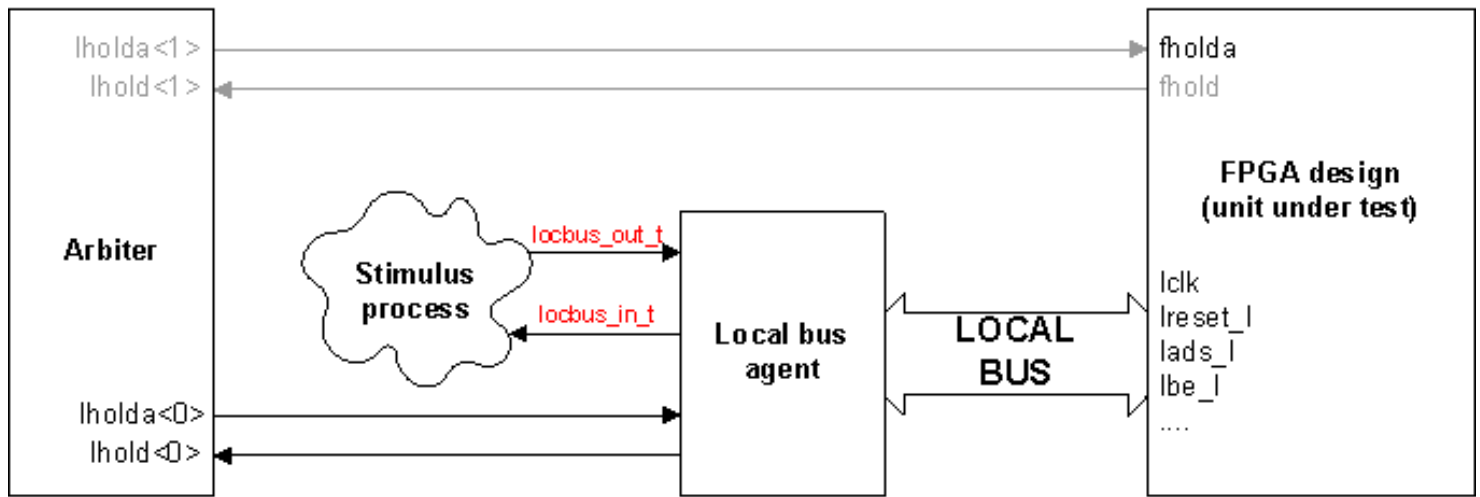 lholda<1>
lhold<1>
fholda
fhold
FPGA design
(unit under test)
Arbiter
Stimulus
process
locbus_out_t
locbus_in_t
Local bus
agent
LOCAL
BUS
lclk
lreset_l
lads_l
lbe_l
....
lholda<0>
lhold<0>